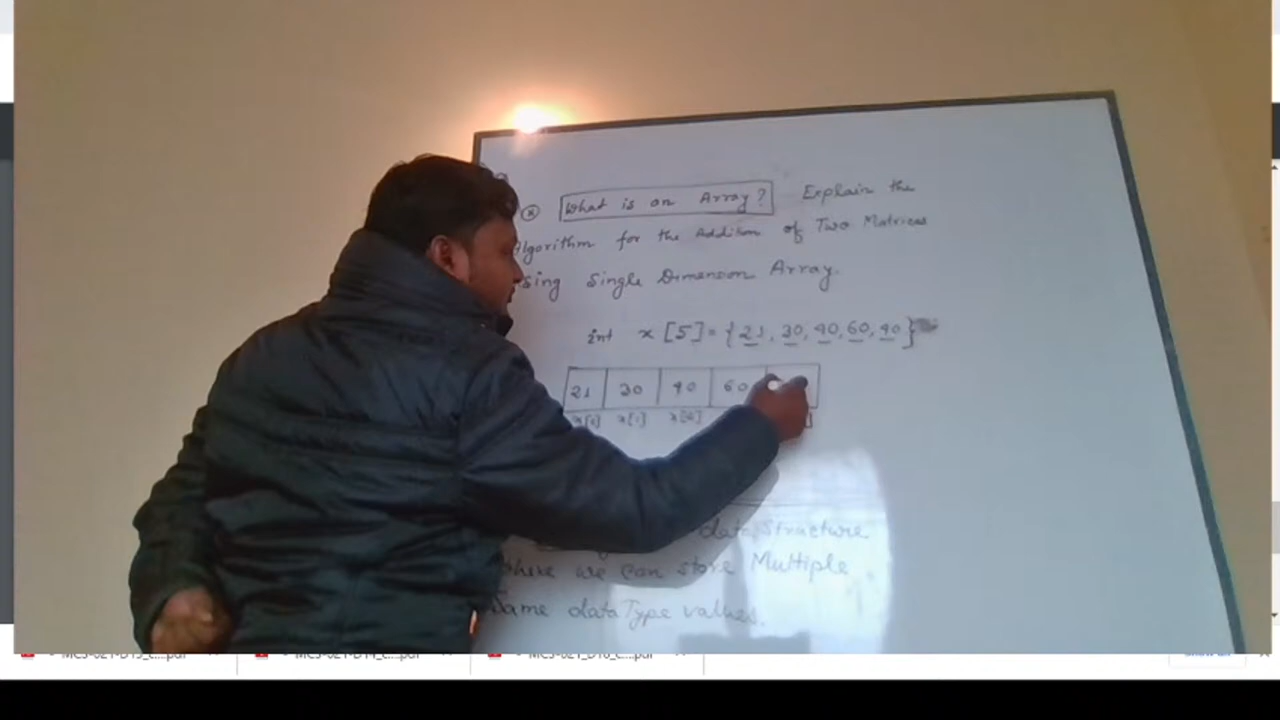 What is an Array? Explain the
Algorithm for the Addition of Two Matrices
Using Single Dimension Array.
int x [5] = {21, 30, 40, 60, 90}
21 30 40 60
x[0] x[1] x[2]
data Structure
where we can store Multiple
Same data Type values.